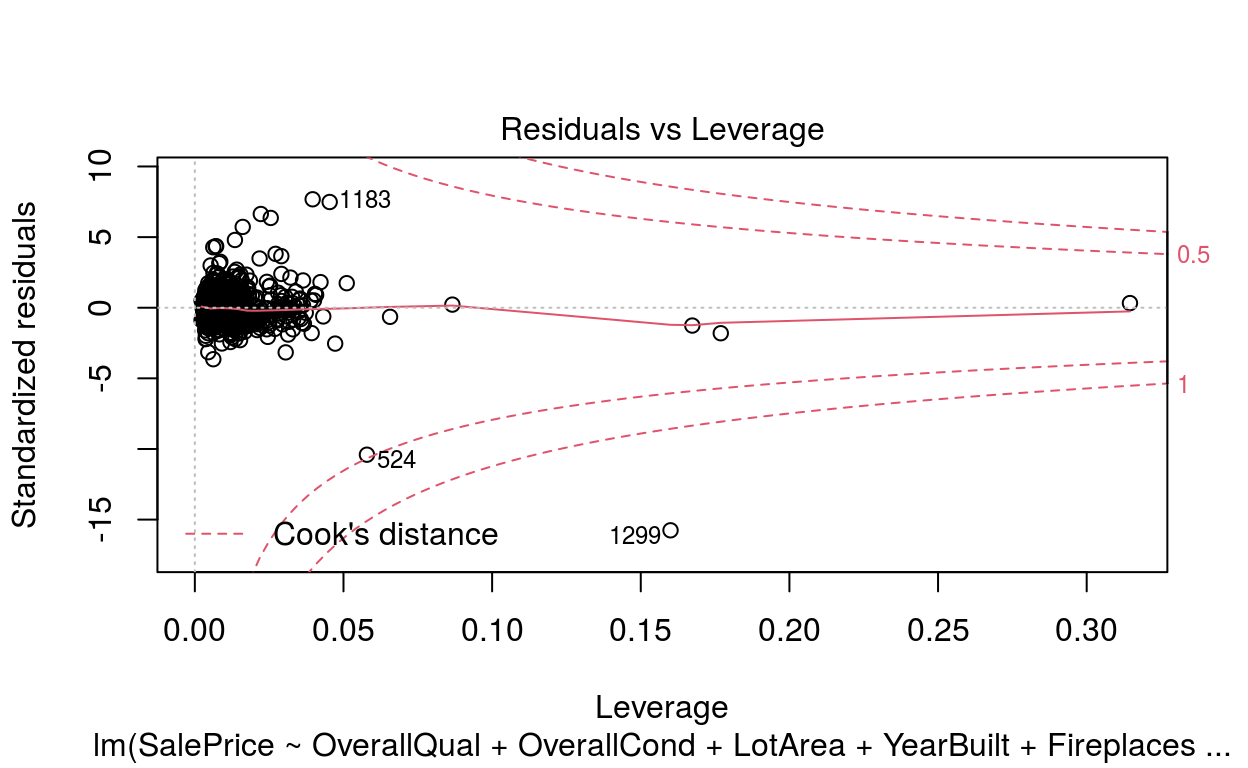 Residuals vs Leverage
Standardized residuals
10
5
0
-5
-15
1183
524
1299
0.5
1
Cook's distance
0.00 0.05 0.10 0.15 0.20 0.25 0.30
Leverage
lm(SalePrice ~ OverallQual + OverallCond + LotArea + YearBuilt + Fireplaces ...